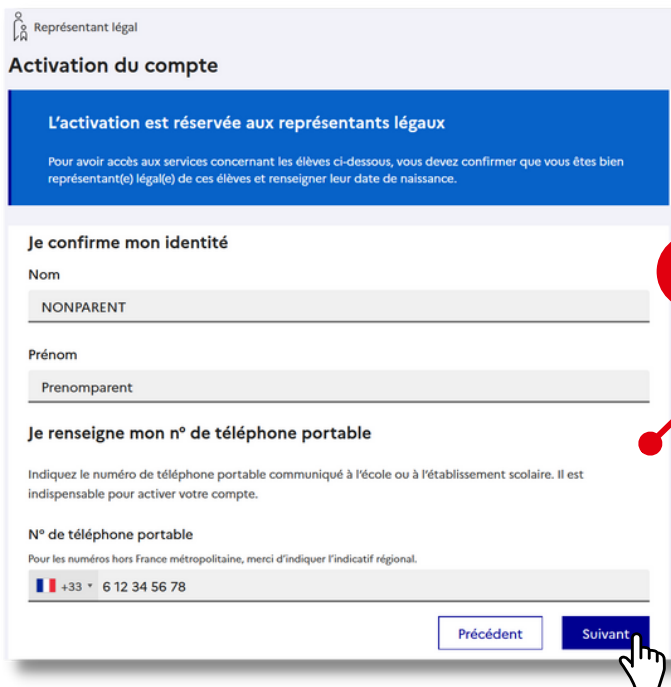 Représentant légal
Activation du compte
L'activation est réservée aux représentants légaux
Pour avoir accès aux services concernant les élèves ci-dessous, vous devez confirmer que vous êtes bien
représentant(e) légal(e) de ces élèves et renseigner leur date de naissance.
Je confirme mon identité
Nom
NONPARENT
Prénom
Prenomparent
Je renseigne mon n° de téléphone portable
Indiquez le numéro de téléphone portable communiqué à l'école ou à l'établissement scolaire. Il est
indispensable pour activer votre compte.
N° de téléphone portable
Pour les numéros hors France métropolitaine, merci d'indiquer l'indicatif régional.
+33 6 12 34 56 78
Précédent Suivant